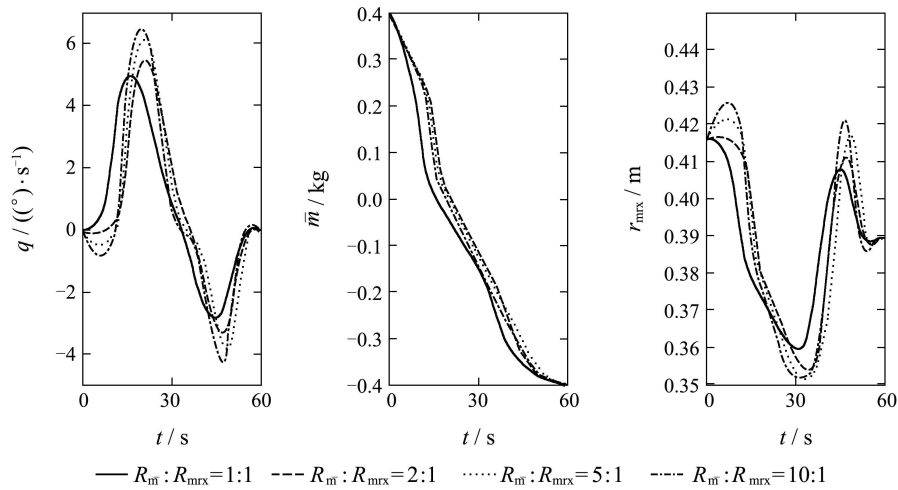 6
4
2
0
−2
−4
q / ((°)·s⁻¹)
0 30 60
t / s
0.4
0.3
0.2
0.1
0.0
−0.1
−0.2
−0.3
−0.4
m̄ / kg
0 30 60
t / s
0.44
0.43
0.42
0.41
0.40
0.39
0.38
0.37
0.36
0.35
r_mrx / m
0 30 60
t / s
R_m̄:R_mrx=1:1 R_m̄:R_mrx=2:1 R_m̄:R_mrx=5:1 R_m̄:R_mrx=10:1